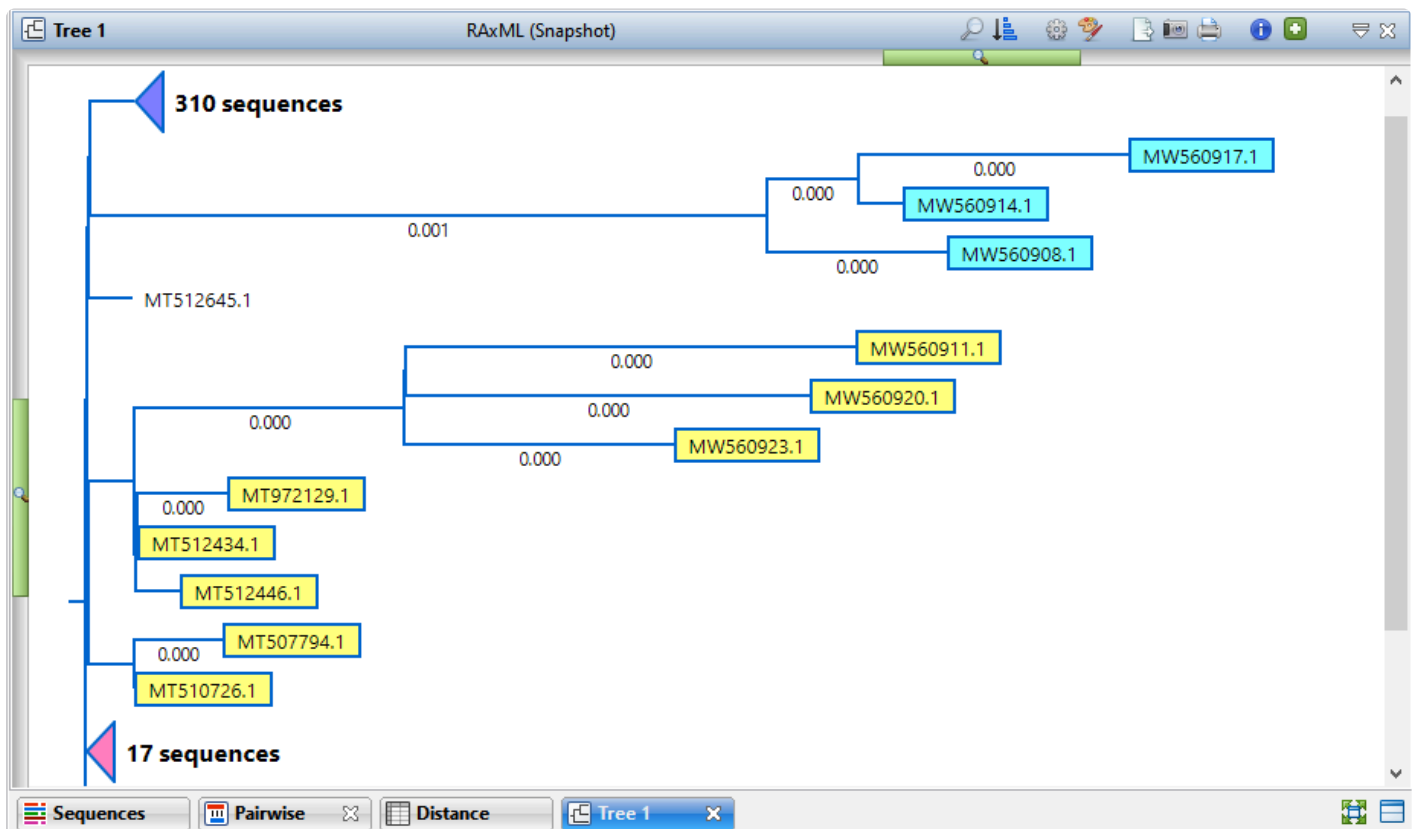 Tree 1
RAxML (Snapshot)
310 sequences
MW560917.1
0.000
0.000
MW560914.1
0.001
MW560908.1
0.000
MT512645.1
MW560911.1
0.000
MW560920.1
0.000
0.000
MW560923.1
0.000
MT972129.1
0.000
MT512434.1
MT512446.1
MT507794.1
0.000
MT510726.1
17 sequences
Sequences
Pairwise
Distance
Tree 1